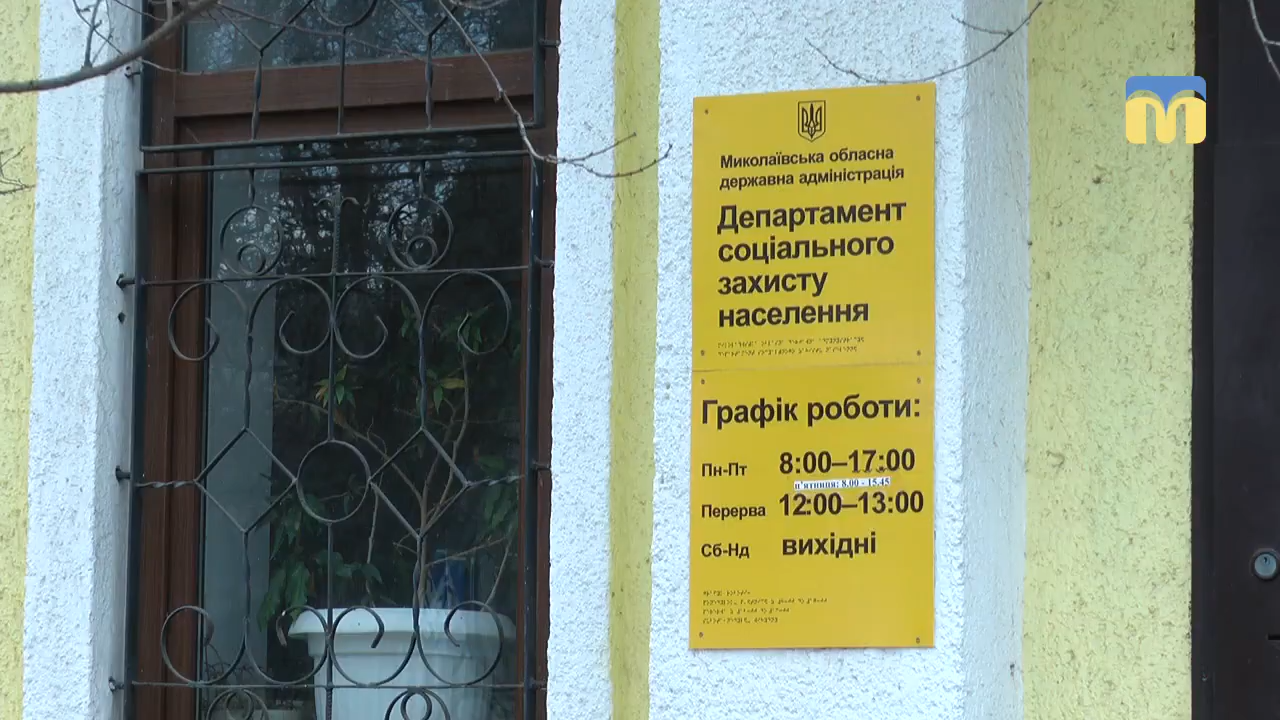 Миколаївська обласна
державна адміністрація
Департамент
соціального
захисту
населення
Графік роботи:
Пн-Пт 8:00–17:00
п'ятниця: 8.00 - 15.45
Перерва 12:00–13:00
Сб-Нд вихідні